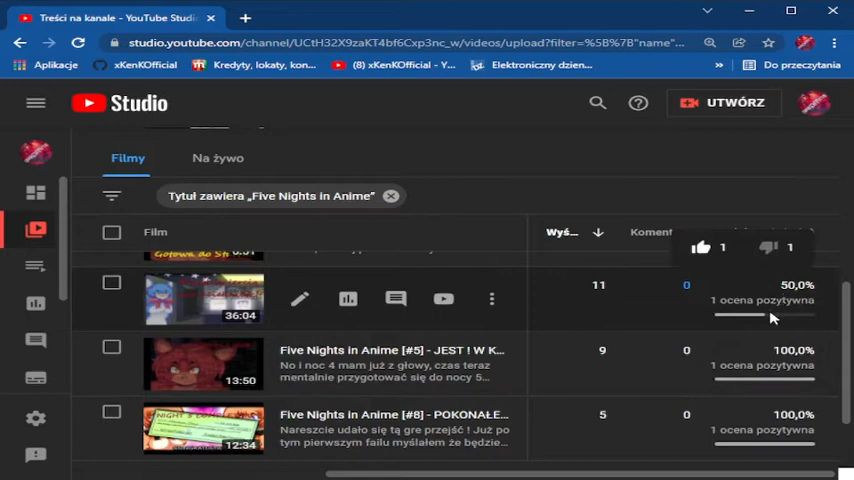 Treści na kanale - YouTube Studio
studio.youtube.com/channel/UCtH32X9zaKT4bf6Cxp3nc_w/videos/upload?filter=%5B%7B"name"...
Aplikacje
xKenKOfficial
Kredyty, lokaty, kon...
(8) xKenKOfficial - Y...
Elektroniczny dzien...
»
Do przeczytania
Studio
UTWÓRZ
Filmy
Na żywo
Tytuł zawiera „Five Nights in Anime”
Film
Wyś...
Koment
1
1
Gotowa do
11
0
50,0%
1 ocena pozytywna
36:04
Five Nights in Anime [#5] - JEST ! W K...
No i noc 4 mam już z głowy, czas teraz
mentalnie przygotować się do nocy 5...
13:50
9
0
100,0%
1 ocena pozytywna
Five Nights in Anime [#8] - POKONAŁE...
Nareszcie udało się tą gre przejść ! Już po
tym pierwszym failu myślałem że będzie...
12:34
5
0
100,0%
1 ocena pozytywna